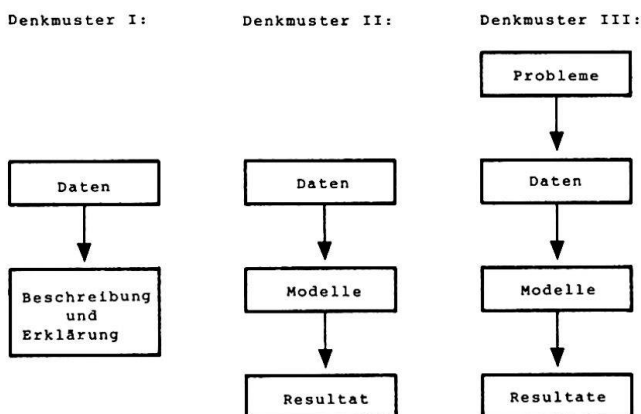 Denkmuster I:
Daten
Beschreibung
und
Erklärung
Denkmuster II:
Daten
Modelle
Resultat
Denkmuster III:
Probleme
Daten
Modelle
Resultate